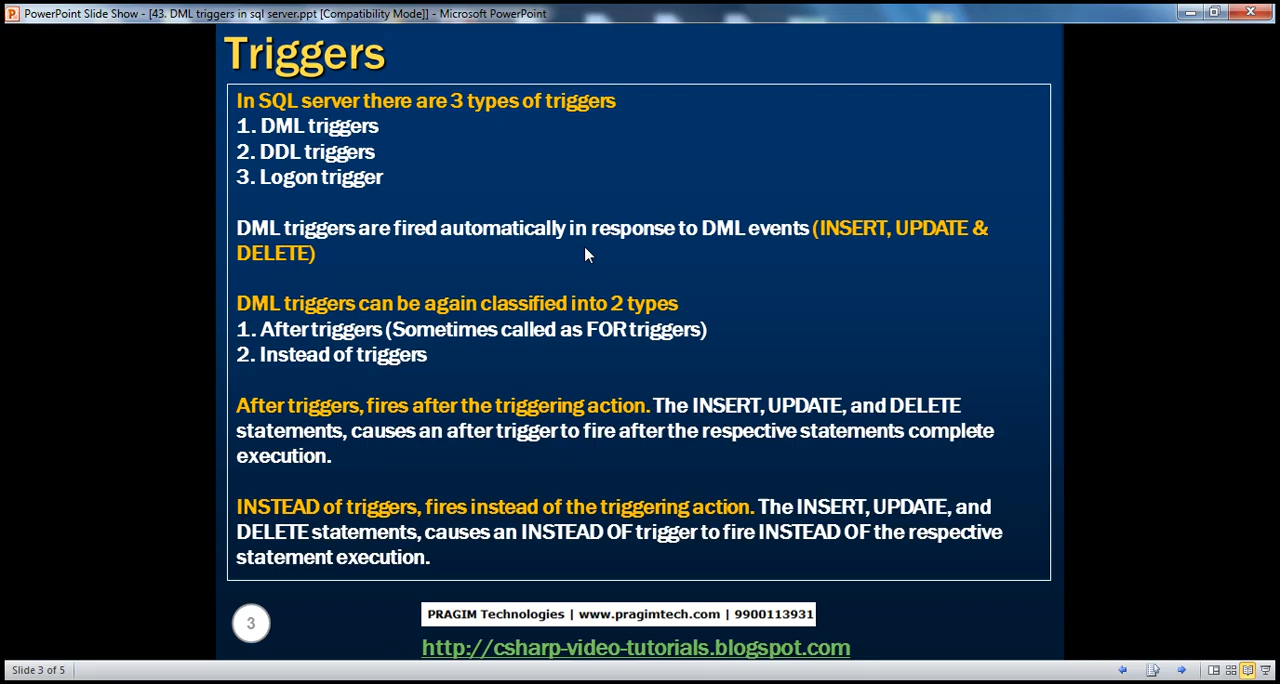 PowerPoint Slide Show - [43. DML triggers in sql server.ppt [Compatibility Mode]] - Microsoft PowerPoint
Triggers
In SQL server there are 3 types of triggers
1. DML triggers
2. DDL triggers
3. Logon trigger
DML triggers are fired automatically in response to DML events (INSERT, UPDATE &
DELETE)
DML triggers can be again classified into 2 types
1. After triggers (Sometimes called as FOR triggers)
2. Instead of triggers
After triggers, fires after the triggering action. The INSERT, UPDATE, and DELETE
statements, causes an after trigger to fire after the respective statements complete
execution.
INSTEAD of triggers, fires instead of the triggering action. The INSERT, UPDATE, and
DELETE statements, causes an INSTEAD OF trigger to fire INSTEAD OF the respective
statement execution.
3
PRAGIM Technologies | www.pragimtech.com | 9900113931
http://csharp-video-tutorials.blogspot.com
Slide 3 of 5